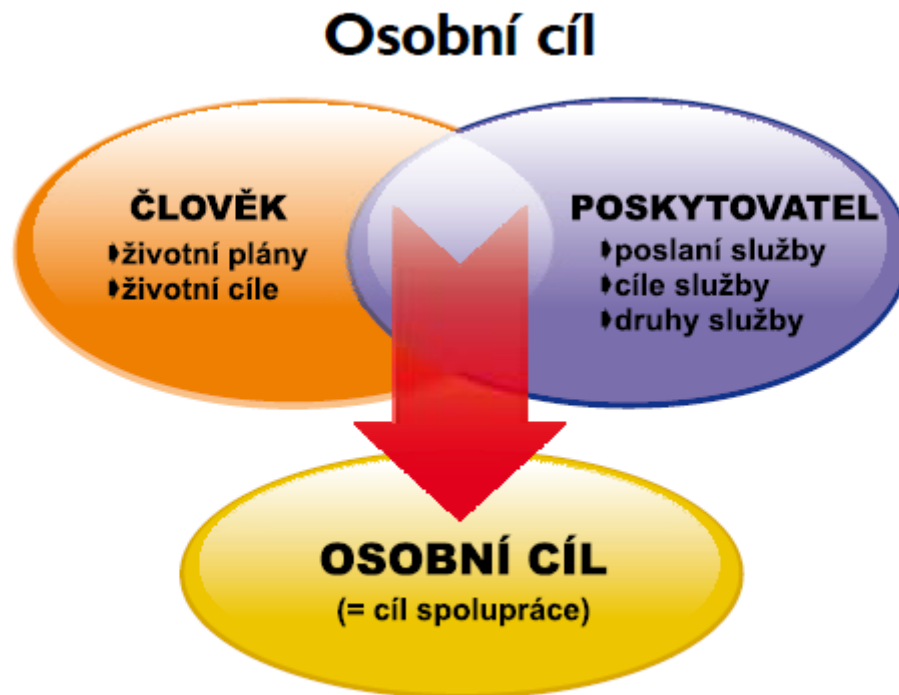 Osobní cíl
ČLOVĚK
životní plány
životní cíle
POSKYTOVATEL
poslaní služby
cíle služby
druhy služby
OSOBNÍ CÍL
(= cíl spolupráce)